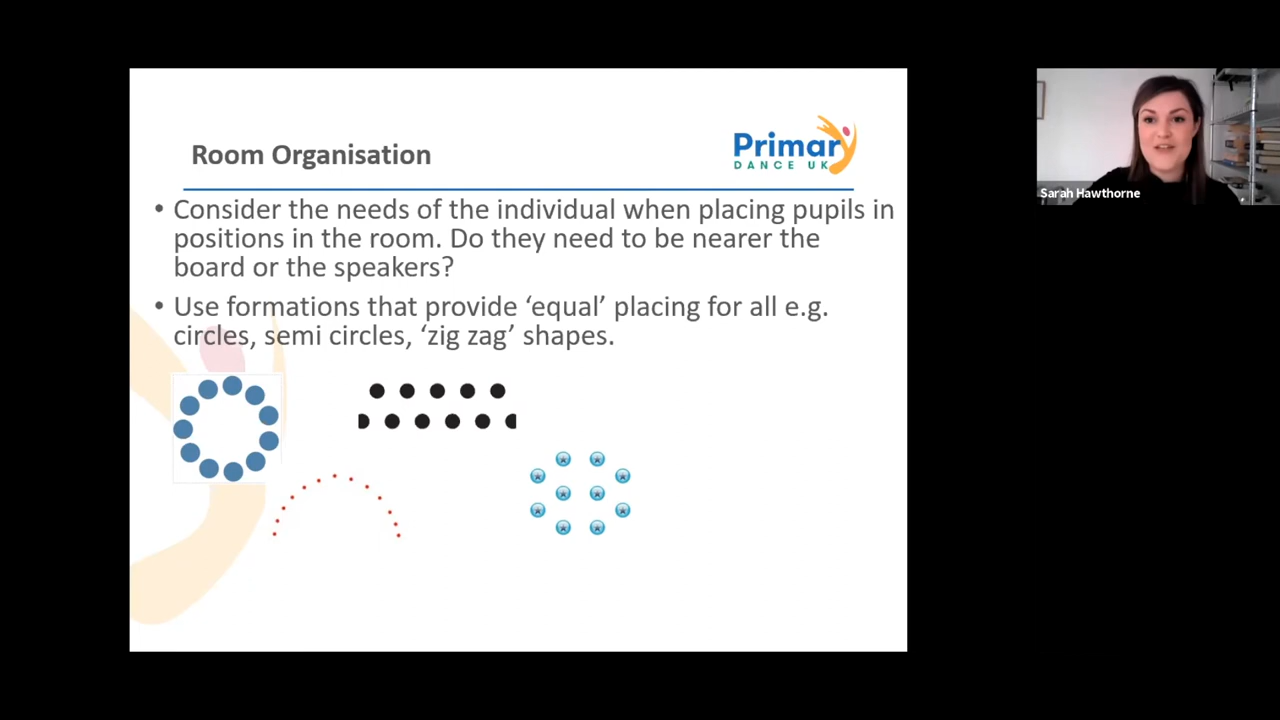 Room Organisation
Primary
DANCE UK
• Consider the needs of the individual when placing pupils in
positions in the room. Do they need to be nearer the
board or the speakers?
• Use formations that provide ‘equal’ placing for all e.g.
circles, semi circles, ‘zig zag’ shapes.
Sarah Hawthorne